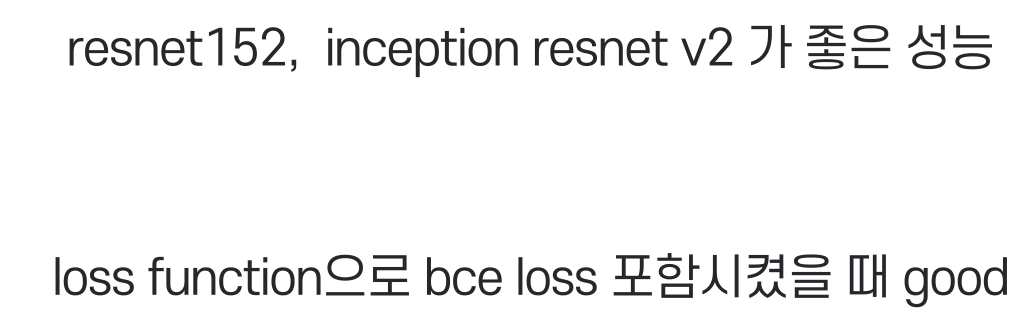 resnet152, inception resnet v2 가 좋은 성능
loss function으로 bce loss 포함시켰을 때 good